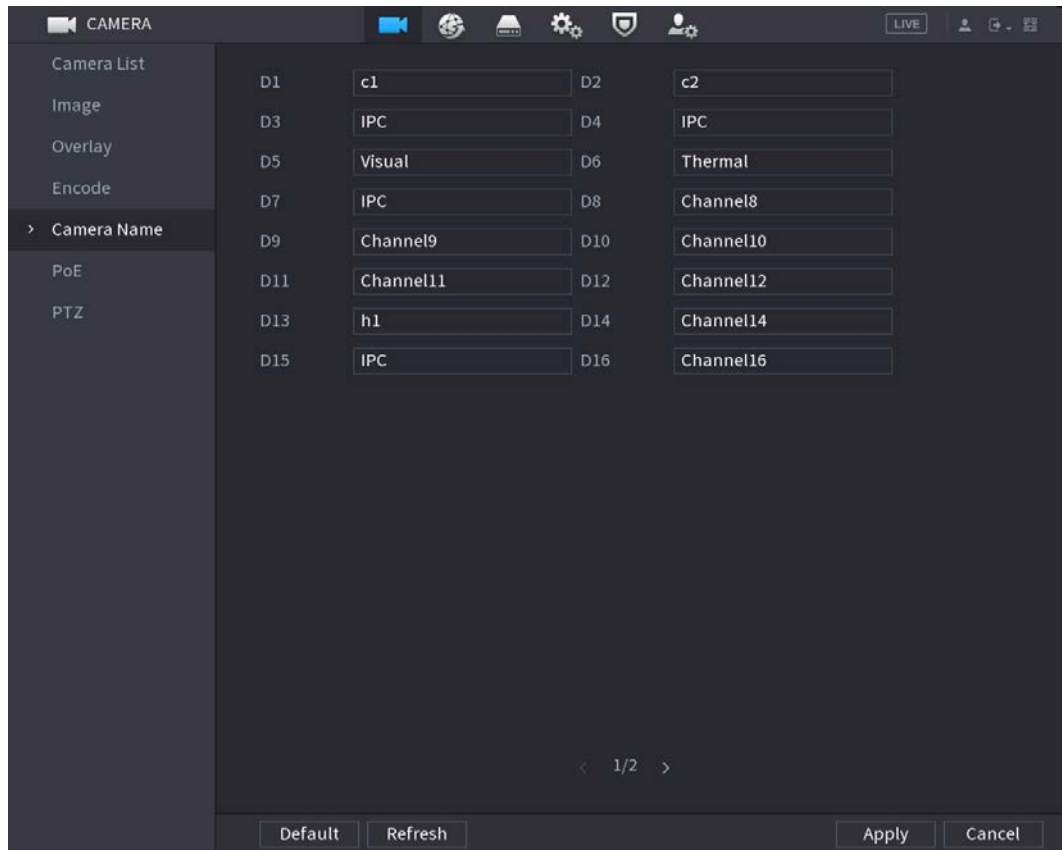 CAMERA LIVE
Camera List
Image
Overlay
Encode
Camera Name
PoE
PTZ
D1 c1 D2 c2
D3 IPC D4 IPC
D5 Visual D6 Thermal
D7 IPC D8 Channel8
D9 Channel9 D10 Channel10
D11 Channel11 D12 Channel12
D13 h1 D14 Channel14
D15 IPC D16 Channel16
1/2
Default Refresh Apply Cancel